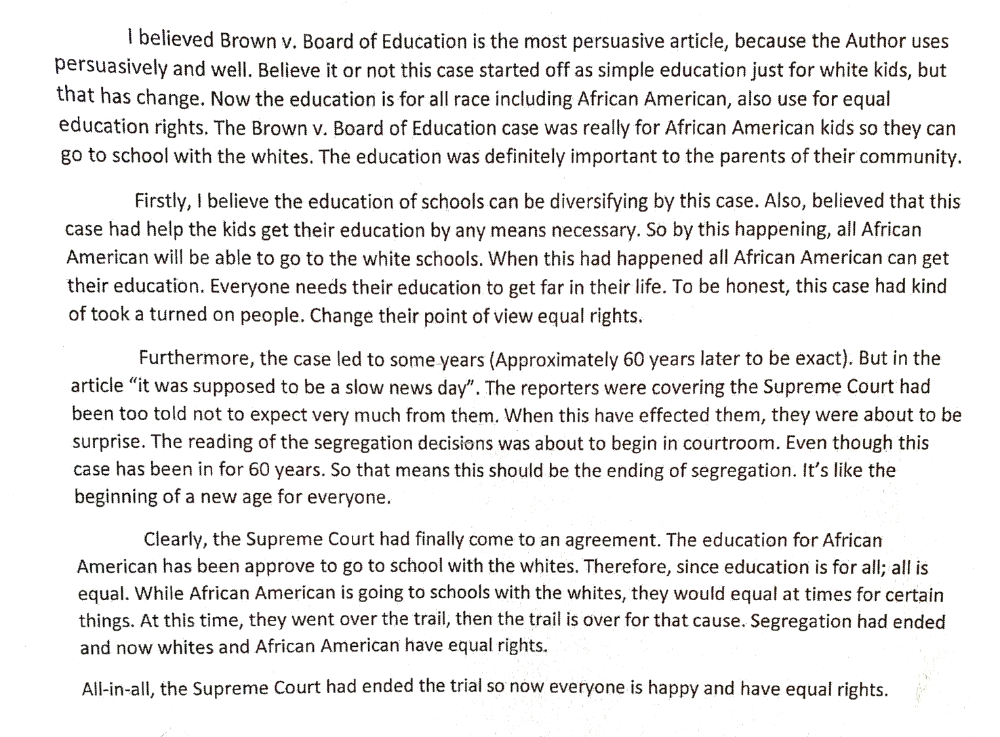 I believed Brown v. Board of Education is the most persuasive article, because the Author uses
persuasively and well. Believe it or not this case started off as simple education just for white kids, but
that has change. Now the education is for all race including African American, also use for equal
education rights. The Brown v. Board of Education case was really for African American kids so they can
go to school with the whites. The education was definitely important to the parents of their community.
Firstly, I believe the education of schools can be diversifying by this case. Also, believed that this
case had help the kids get their education by any means necessary. So by this happening, all African
American will be able to go to the white schools. When this had happened all African American can get
their education. Everyone needs their education to get far in their life. To be honest, this case had kind
of took a turned on people. Change their point of view equal rights.
Furthermore, the case led to some years (Approximately 60 years later to be exact). But in the
article “it was supposed to be a slow news day”. The reporters were covering the Supreme Court had
been too told not to expect very much from them. When this have effected them, they were about to be
surprise. The reading of the segregation decisions was about to begin in courtroom. Even though this
case has been in for 60 years. So that means this should be the ending of segregation. It’s like the
beginning of a new age for everyone.
Clearly, the Supreme Court had finally come to an agreement. The education for African
American has been approve to go to school with the whites. Therefore, since education is for all; all is
equal. While African American is going to schools with the whites, they would equal at times for certain
things. At this time, they went over the trail, then the trail is over for that cause. Segregation had ended
and now whites and African American have equal rights.
All-in-all, the Supreme Court had ended the trial so now everyone is happy and have equal rights.